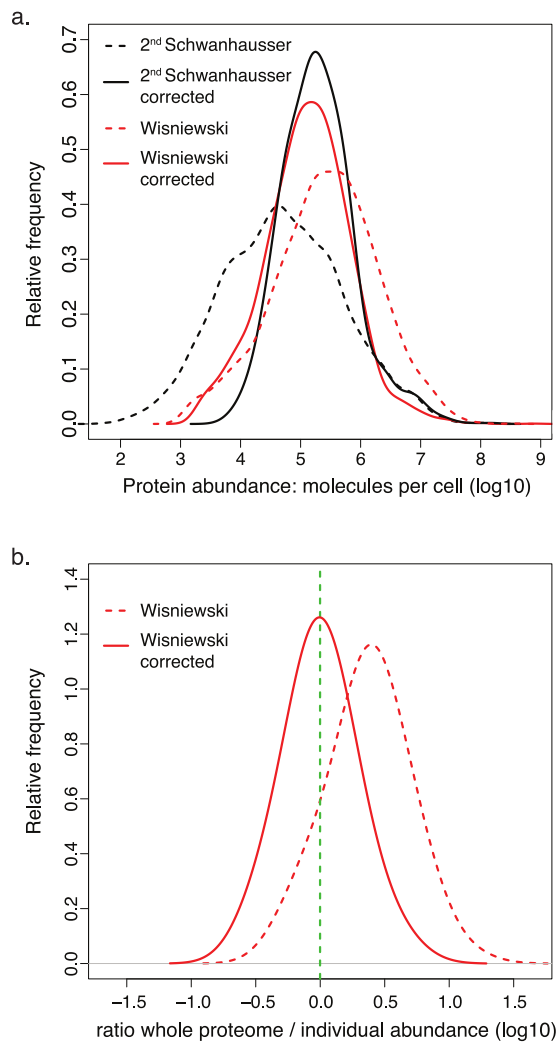 a.
2nd Schwanhausser
2nd Schwanhausser
corrected
Wisniewski
Wisniewski
corrected
Relative frequency
0.7
0.6
0.5
0.4
0.3
0.2
0.1
0.0
2 3 4 5 6 7 8 9
Protein abundance: molecules per cell (log10)
b.
Wisniewski
Wisniewski
corrected
Relative frequency
1.4
1.2
1.0
0.8
0.6
0.4
0.2
0.0
−1.5 −1.0 −0.5 0.0 0.5 1.0 1.5
ratio whole proteome / individual abundance (log10)